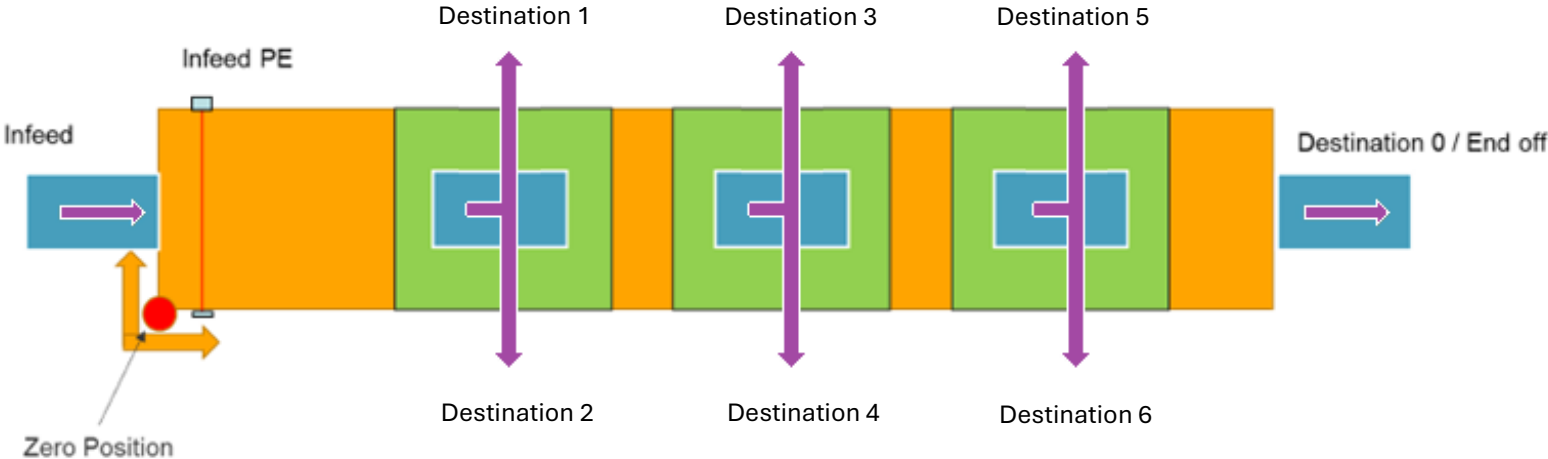 Destination 1
Destination 3
Destination 5
Infeed PE
Infeed
Destination 0 / End off
Destination 2
Destination 4
Destination 6
Zero Position